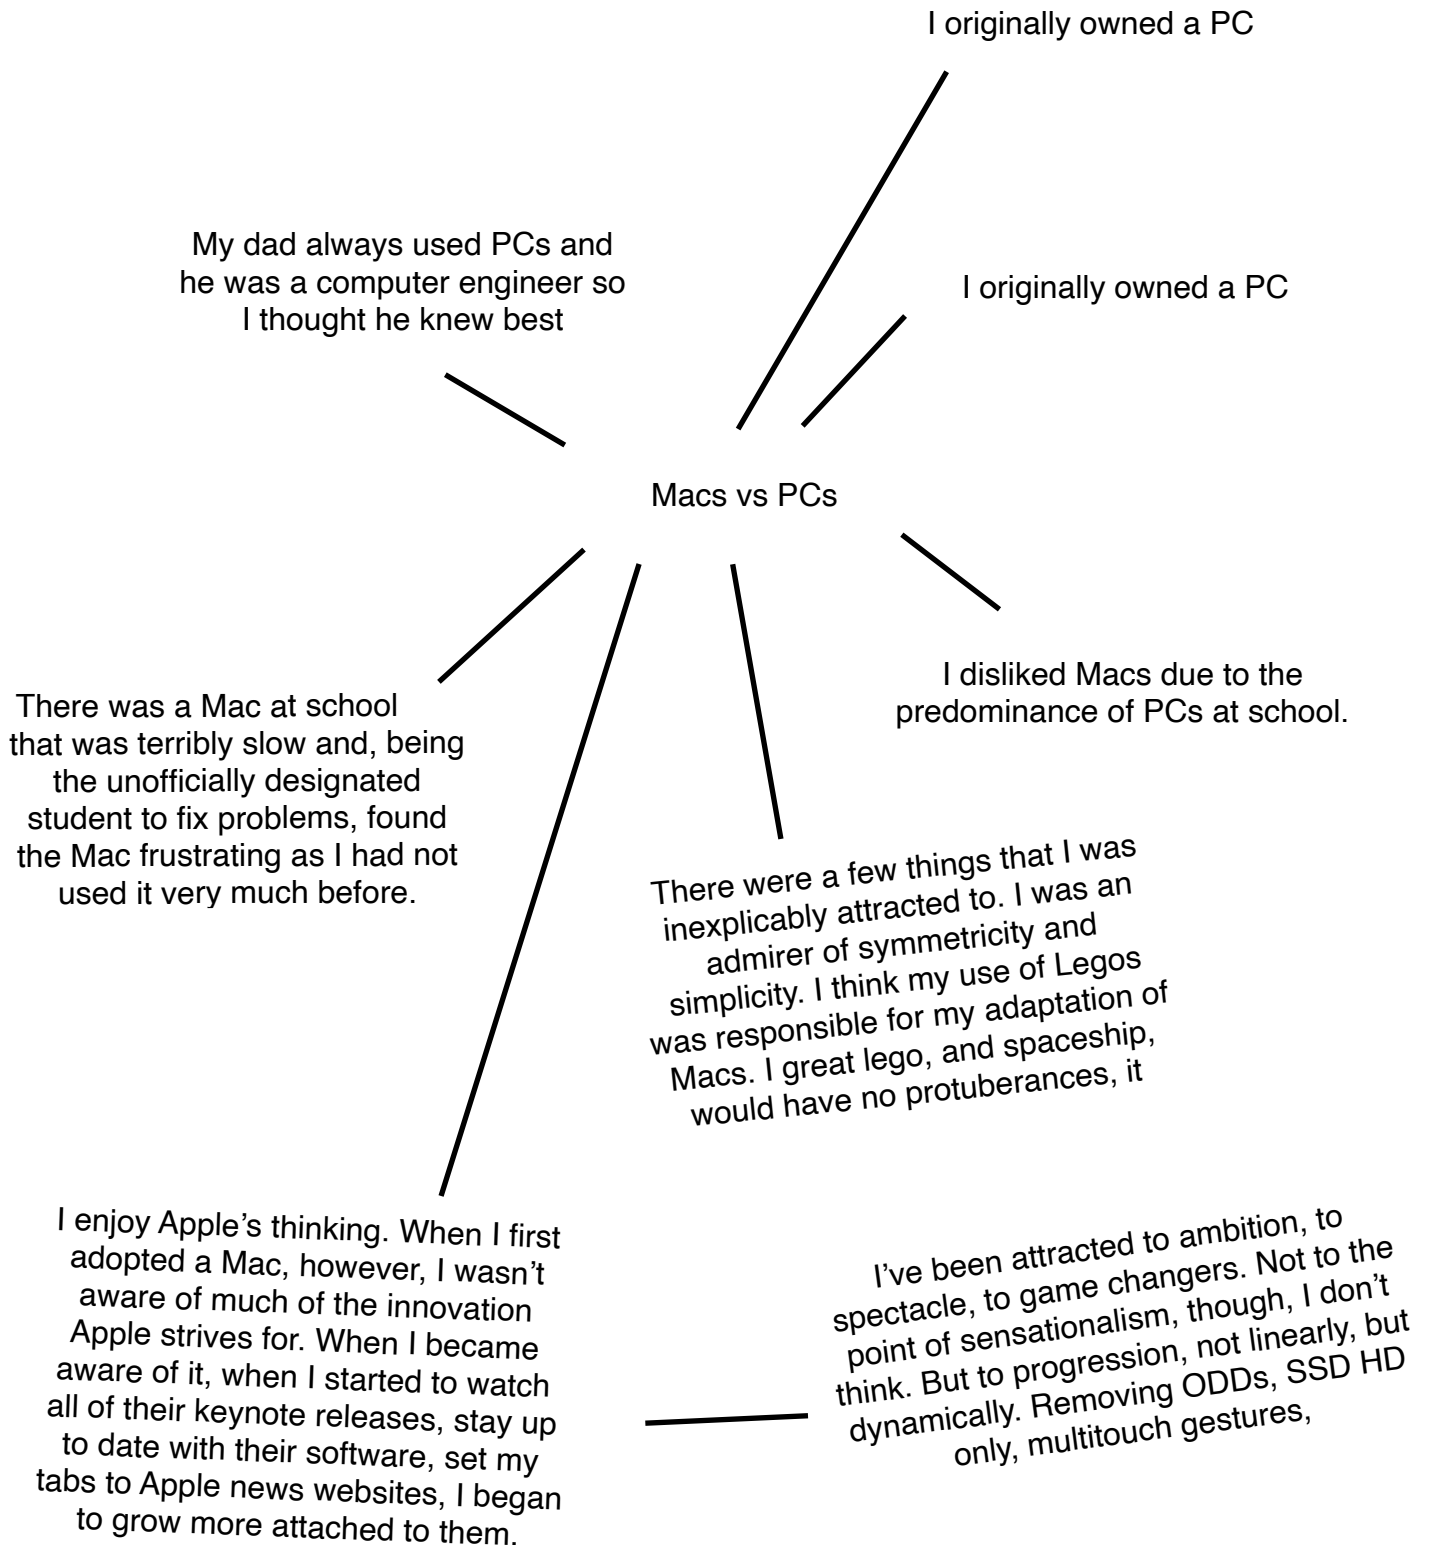 I originally owned a PC
My dad always used PCs and
he was a computer engineer so
I thought he knew best
I originally owned a PC
Macs vs PCs
There was a Mac at school
that was terribly slow and, being
the unofficially designated
student to fix problems, found
the Mac frustrating as I had not
used it very much before.
I disliked Macs due to the
predominance of PCs at school.
There were a few things that I was
inexplicably attracted to. I was an
admirer of symmetricity and
simplicity. I think my use of Legos
was responsible for my adaptation of
Macs. I great lego, and spaceship,
would have no protuberances, it
I enjoy Apple’s thinking. When I first
adopted a Mac, however, I wasn’t
aware of much of the innovation
Apple strives for. When I became
aware of it, when I started to watch
all of their keynote releases, stay up
to date with their software, set my
tabs to Apple news websites, I began
to grow more attached to them.
I’ve been attracted to ambition, to
spectacle, to game changers. Not to the
point of sensationalism, though, I don’t
think. But to progression, not linearly, but
dynamically. Removing ODDs, SSD HD
only, multitouch gestures,